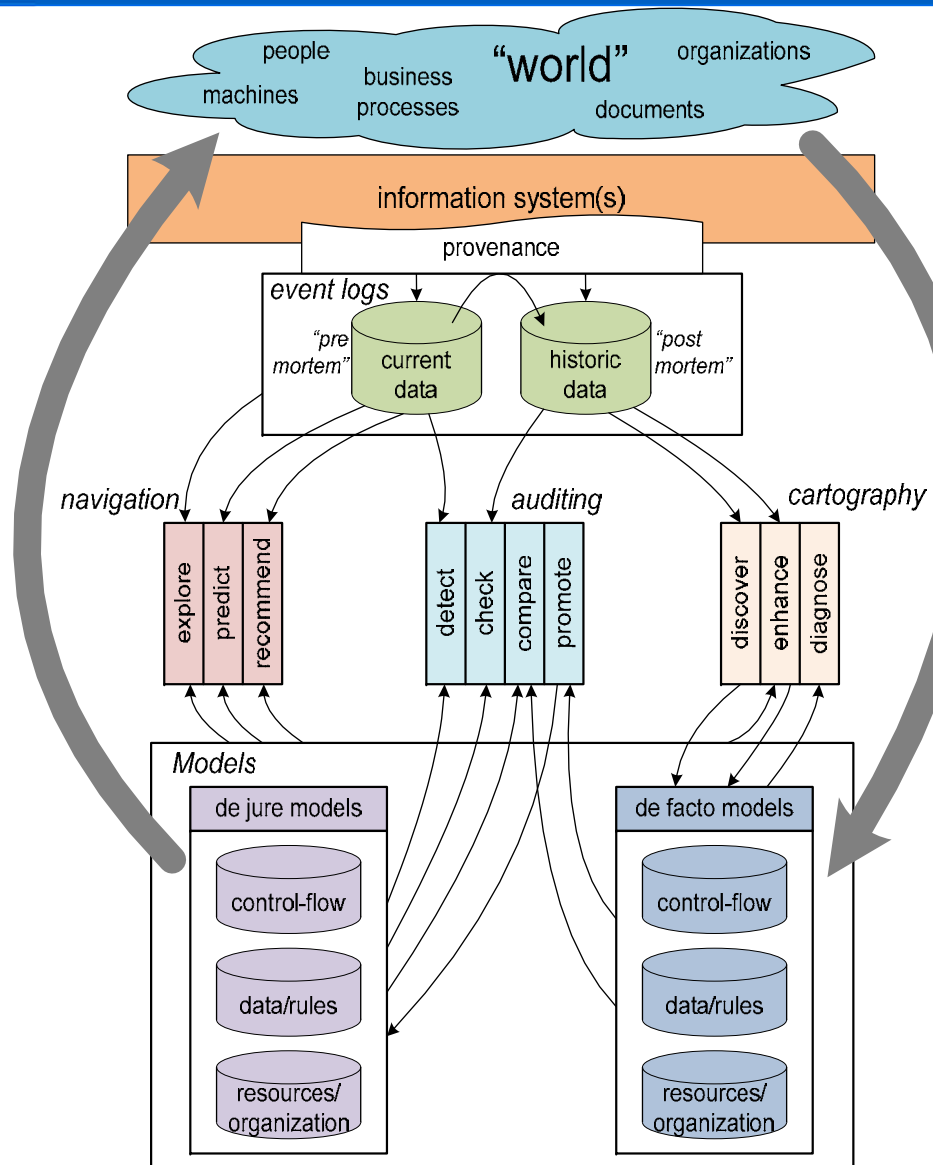 people
“world”
organizations
machines
business
processes
documents
information system(s)
provenance
event logs
“pre
mortem”
current
data
historic
data
“post
mortem”
navigation
auditing
cartography
explore
predict
recommend
detect
check
compare
promote
discover
enhance
diagnose
Models
de jure models
control-flow
data/rules
resources/
organization
de facto models
control-flow
data/rules
resources/
organization